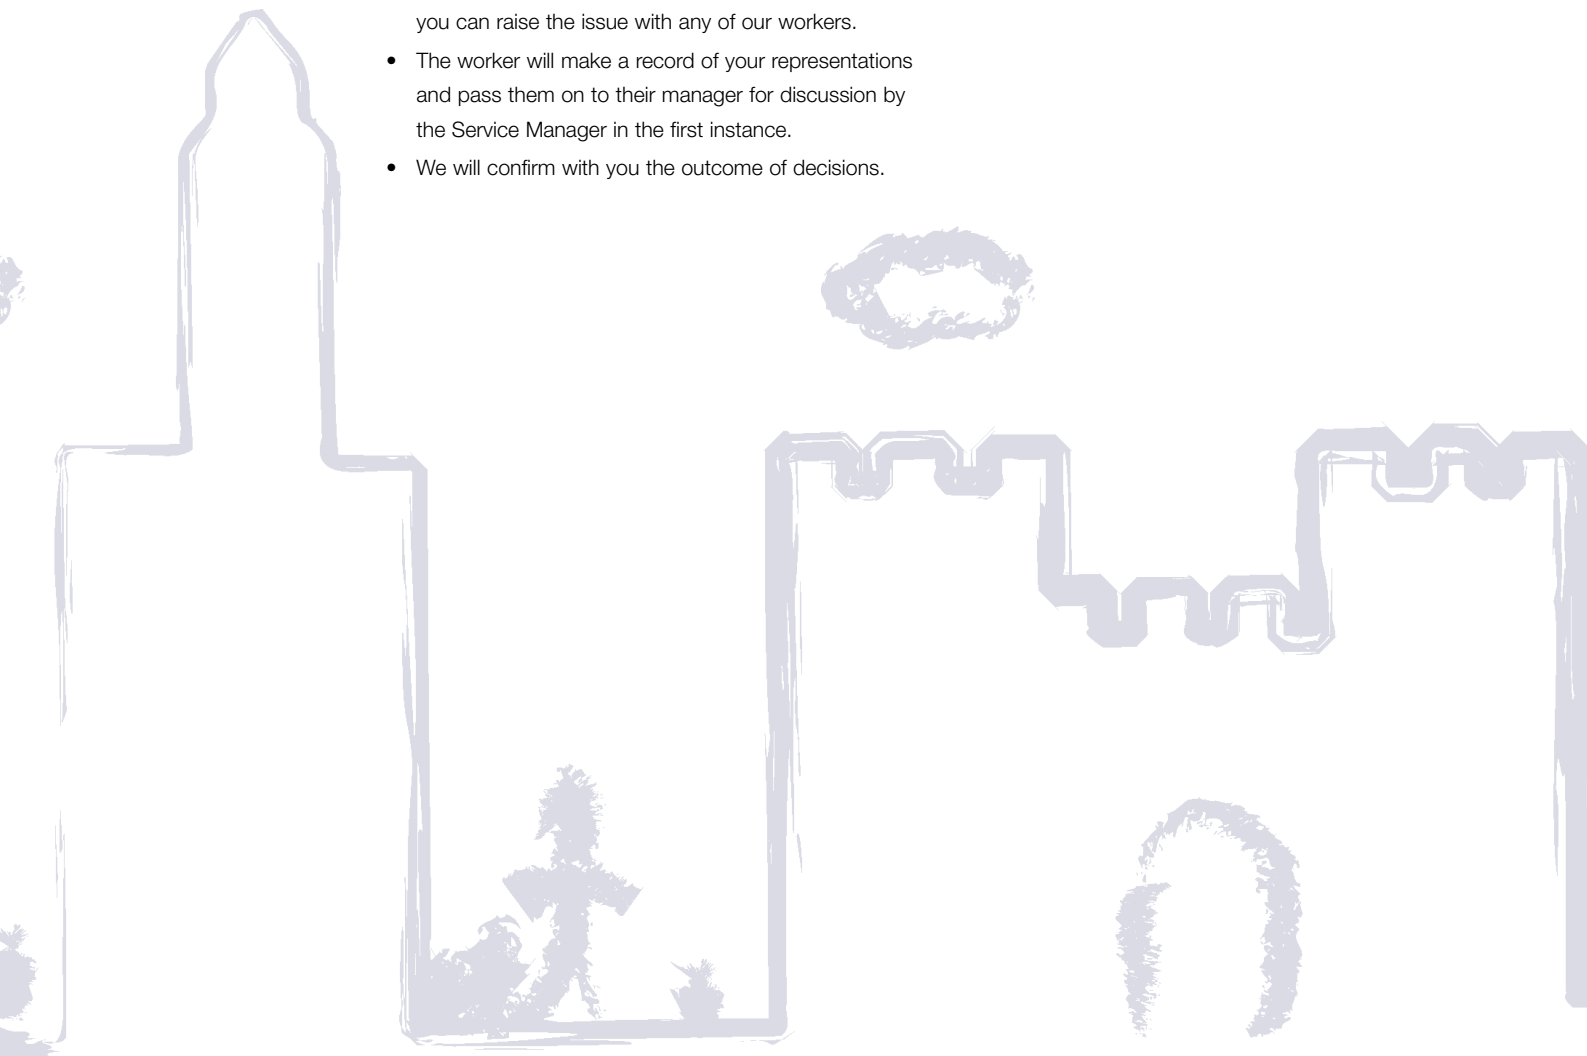 you can raise the issue with any of our workers.
• The worker will make a record of your representations
and pass them on to their manager for discussion by
the Service Manager in the first instance.
• We will confirm with you the outcome of decisions.